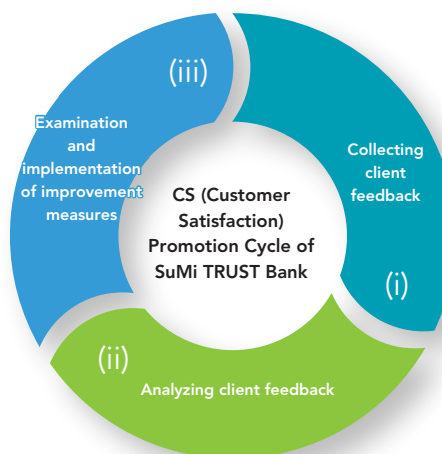 CS (Customer
Satisfaction)
Promotion Cycle of
SuMi TRUST Bank
Collecting
client
feedback
(i)
(ii)
Analyzing client feedback
(iii)
Examination
and
implementation
of improvement
measures